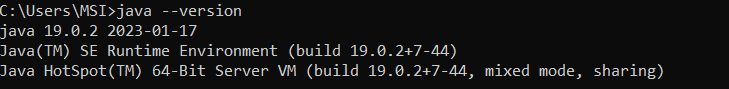 C:\Users\MSI>java --version
java 19.0.2 2023-01-17
Java(TM) SE Runtime Environment (build 19.0.2+7-44)
Java HotSpot(TM) 64-Bit Server VM (build 19.0.2+7-44, mixed mode, sharing)